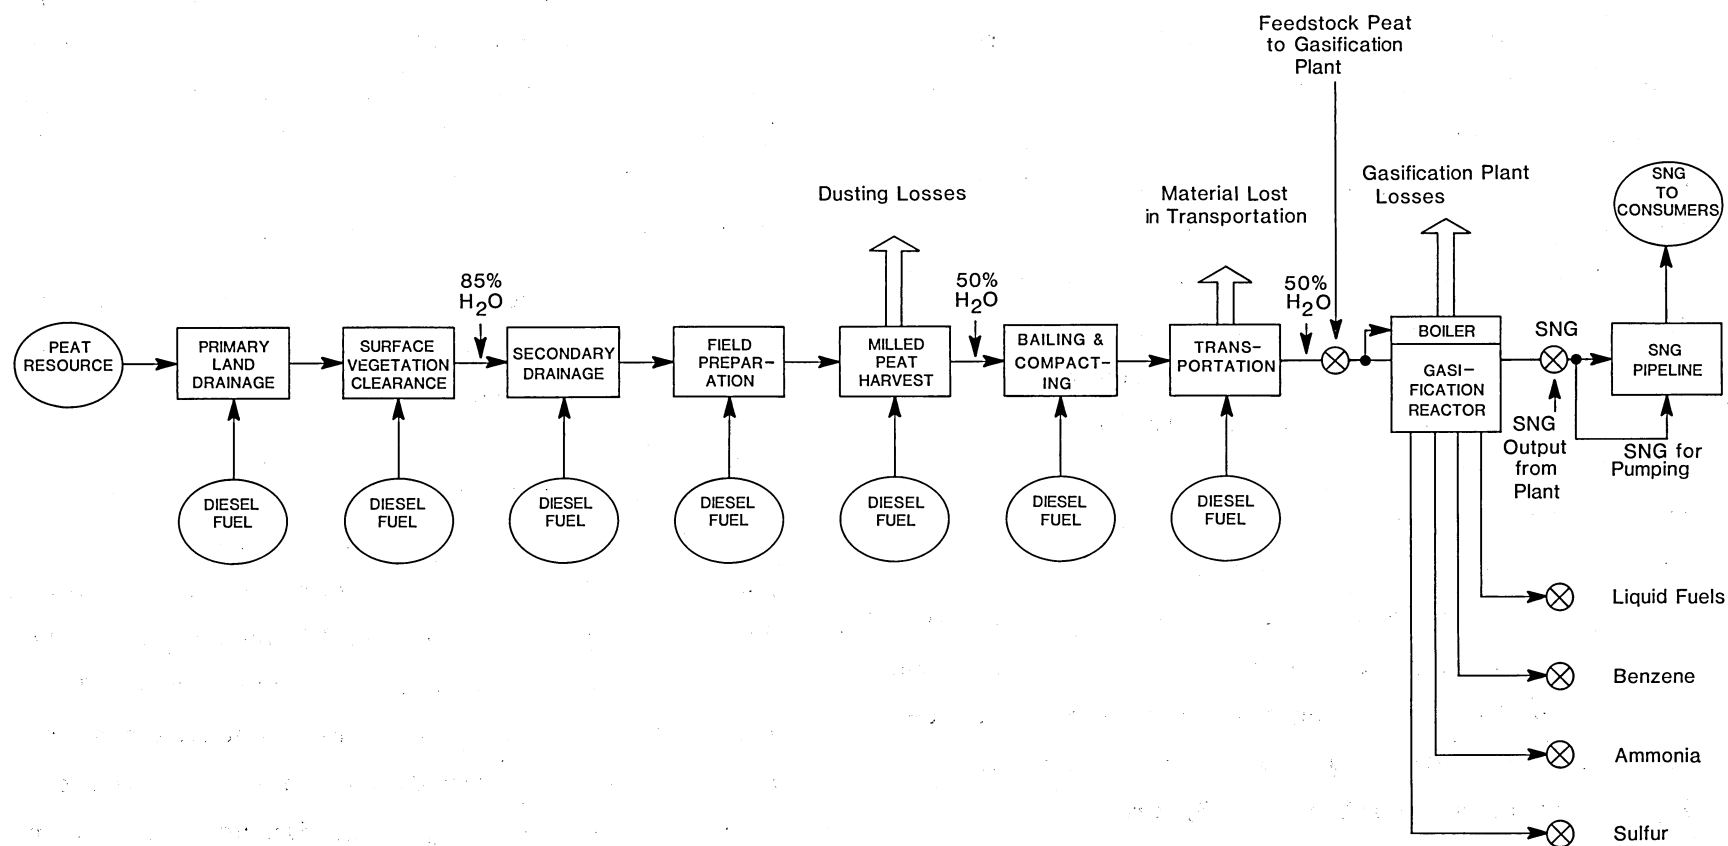 Feedstock Peat
to Gasification
Plant
Dusting Losses
Material Lost
in Transportation
Gasification Plant
Losses
SNG
TO
CONSUMERS
85%
H2O
50%
H2O
50%
H2O
PEAT
RESOURCE
PRIMARY
LAND
DRAINAGE
SURFACE
VEGETATION
CLEARANCE
SECONDARY
DRAINAGE
FIELD
PREPAR-
ATION
MILLED
PEAT
HARVEST
BAILING &
COMPACT-
ING
TRANS-
PORTATION
BOILER
GASI-
FICATION
REACTOR
SNG
SNG
PIPELINE
SNG
Output
from
Plant
SNG for
Pumping
DIESEL
FUEL
DIESEL
FUEL
DIESEL
FUEL
DIESEL
FUEL
DIESEL
FUEL
DIESEL
FUEL
DIESEL
FUEL
Liquid Fuels
Benzene
Ammonia
Sulfur